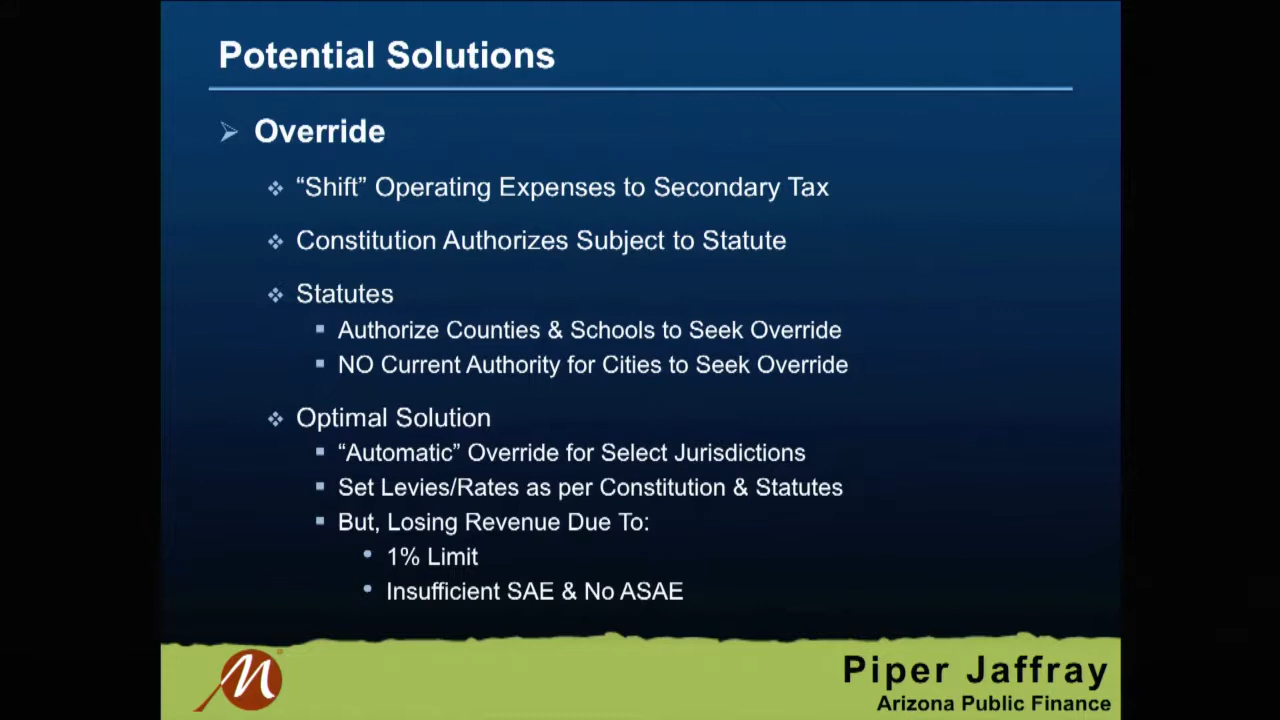 Potential Solutions
Override
“Shift” Operating Expenses to Secondary Tax
Constitution Authorizes Subject to Statute
Statutes
Authorize Counties & Schools to Seek Override
NO Current Authority for Cities to Seek Override
Optimal Solution
“Automatic” Override for Select Jurisdictions
Set Levies/Rates as per Constitution & Statutes
But, Losing Revenue Due To:
1% Limit
Insufficient SAE & No ASAE
M
Piper Jaffray
Arizona Public Finance